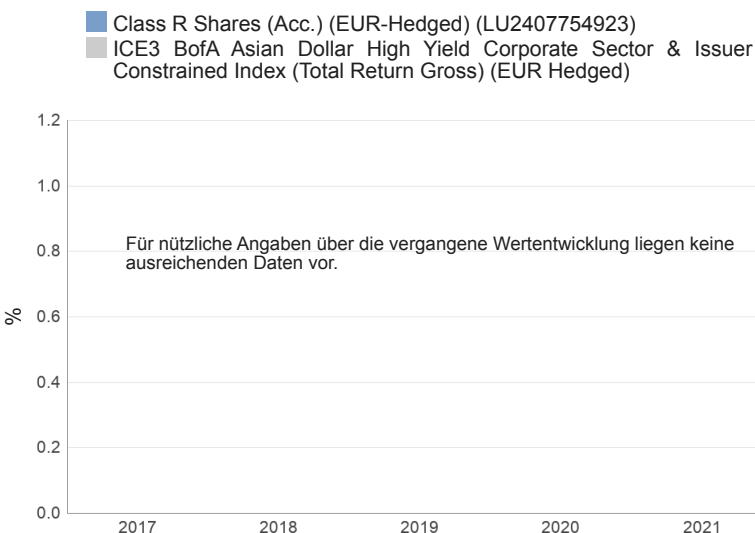 Class R Shares (Acc.) (EUR-Hedged) (LU2407754923)
ICE3 BofA Asian Dollar High Yield Corporate Sector & Issuer
Constrained Index (Total Return Gross) (EUR Hedged)
1.2
1.0
0.8
Für nützliche Angaben über die vergangene Wertentwicklung liegen keine
ausreichenden Daten vor.
%
0.6
0.4
0.2
0.0
2017 2018 2019 2020 2021